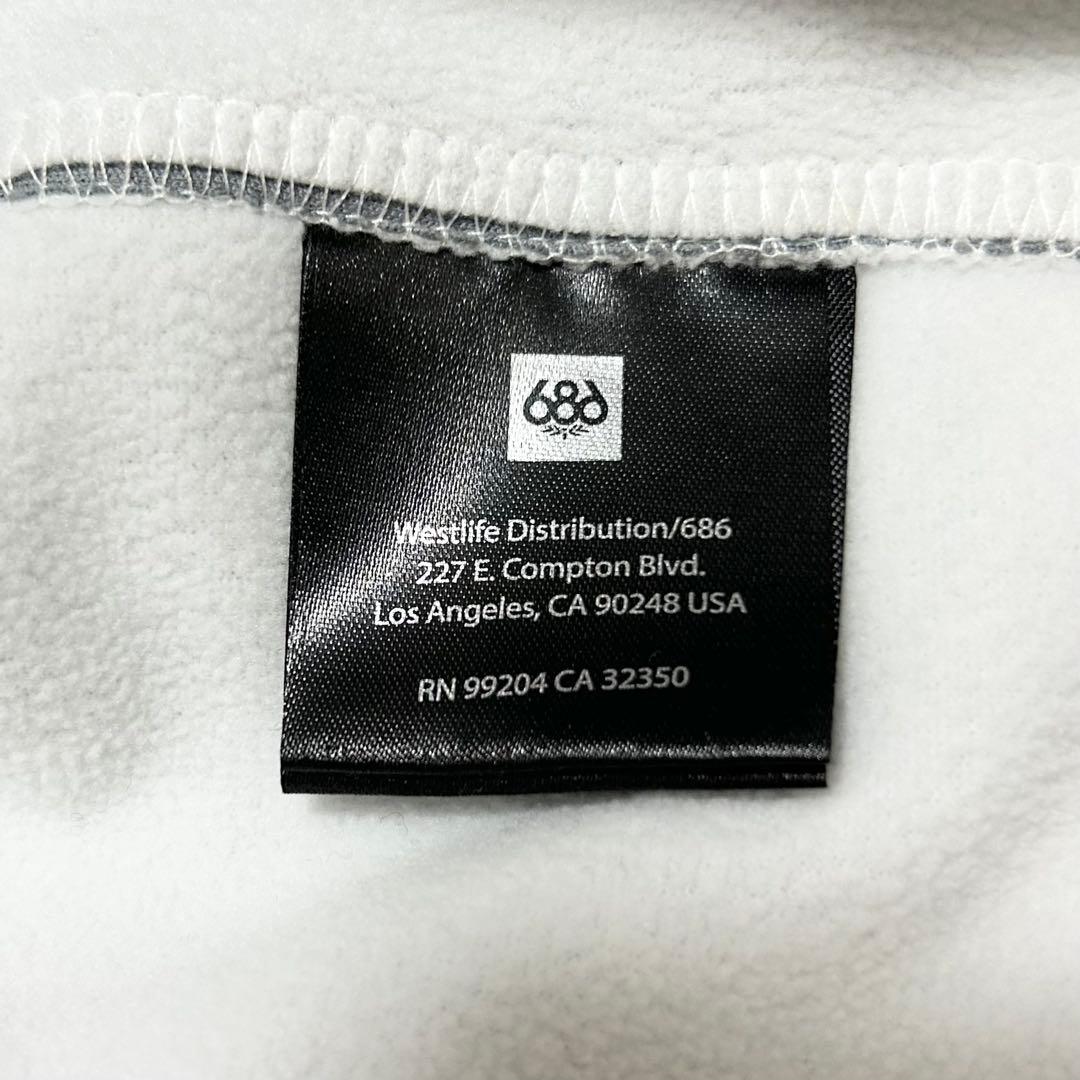 686
Westlife Distribution/686
227 E. Compton Blvd.
Los Angeles, CA 90248 USA
RN 99204 CA 32350